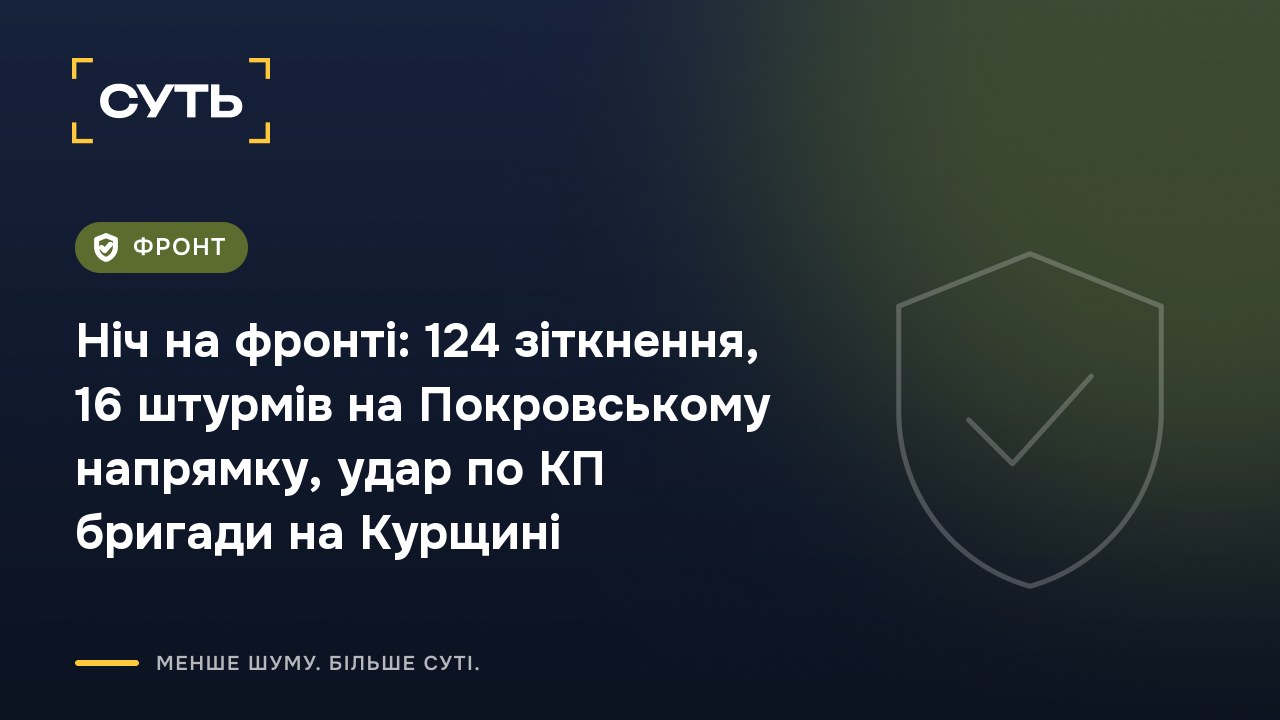 СУТЬ
ФРОНТ
Ніч на фронті: 124 зіткнення,
16 штурмів на Покровському
напрямку, удар по КП
бригади на Курщині
МЕНШЕ ШУМУ. БІЛЬШЕ СУТІ.